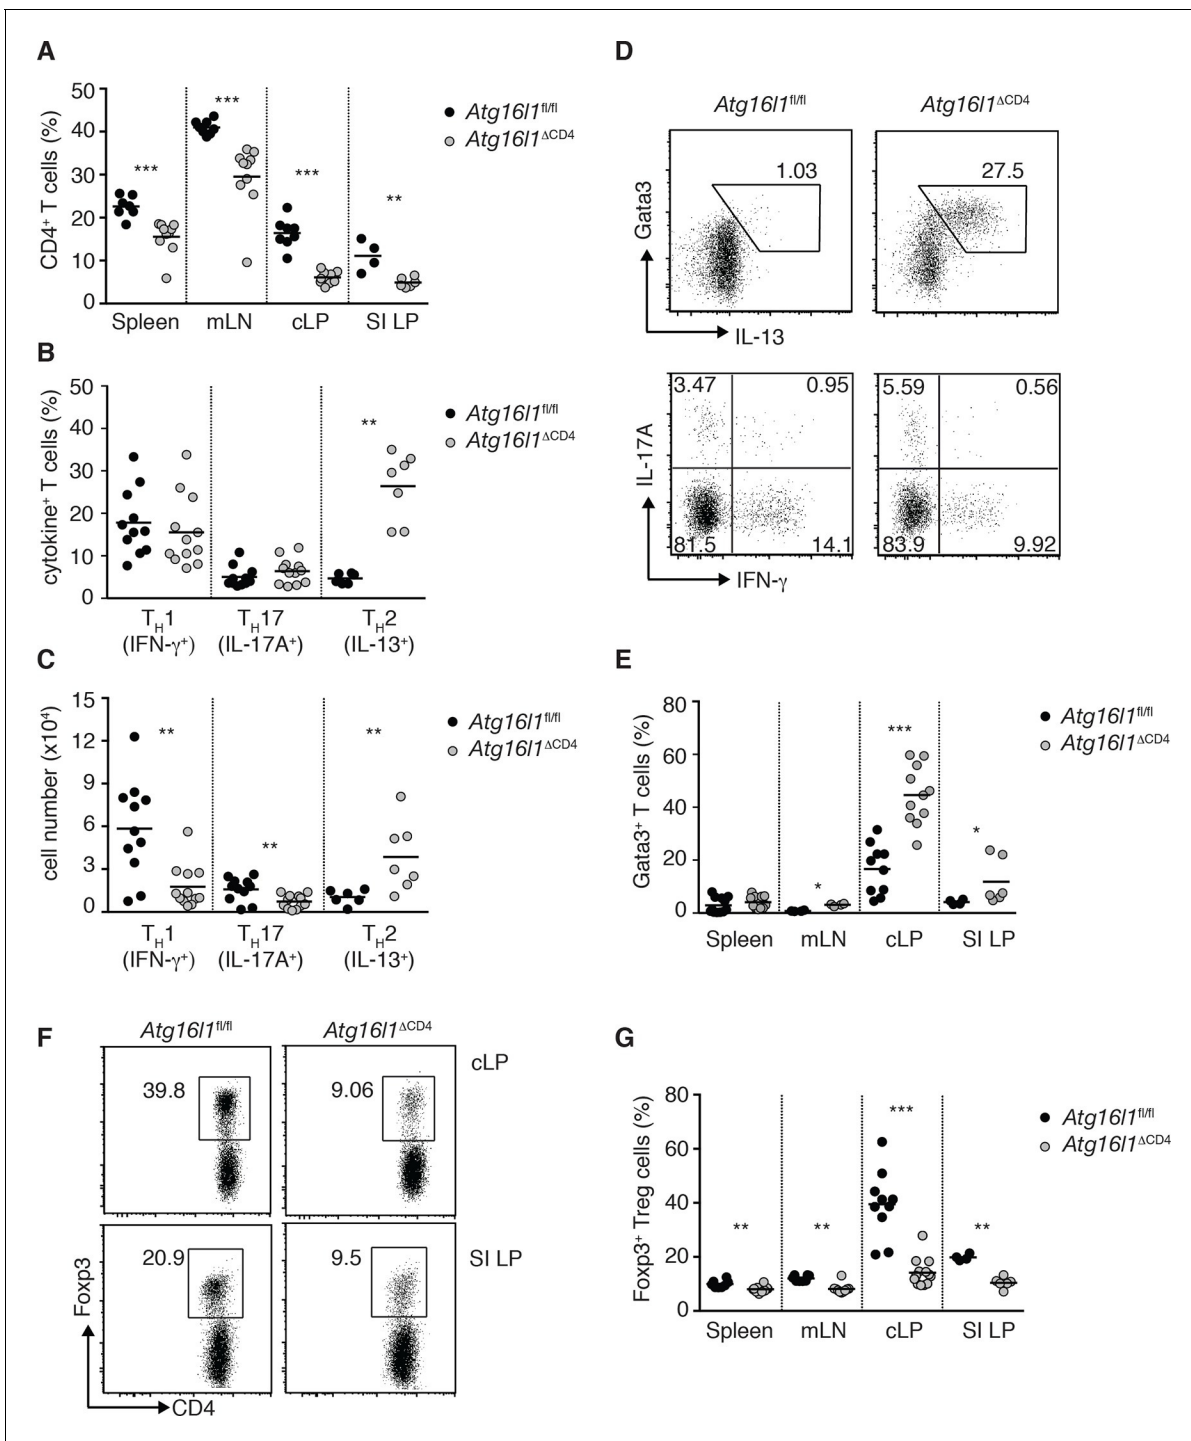 A
CD4⁺ T cells (%)
50
40
30
20
10
0
***
***
***
**
Spleen mLN cLP SI LP
Atg16l1fl/fl
Atg16l1ΔCD4
B
cytokine⁺ T cells (%)
50
40
30
20
10
0
**
TH1 TH17 TH2
(IFN-γ⁺) (IL-17A⁺) (IL-13⁺)
Atg16l1fl/fl
Atg16l1ΔCD4
C
cell number (x10⁴)
15
12
9
6
3
0
**
**
**
TH1 TH17 TH2
(IFN-γ⁺) (IL-17A⁺) (IL-13⁺)
Atg16l1fl/fl
Atg16l1ΔCD4
D
Atg16l1fl/fl Atg16l1ΔCD4
Gata3
1.03 27.5
IL-13
IL-17A
3.47 0.95 5.59 0.56
81.5 14.1 83.9 9.92
IFN-γ
E
Gata3⁺ T cells (%)
80
60
40
20
0
*
***
*
Spleen mLN cLP SI LP
Atg16l1fl/fl
Atg16l1ΔCD4
F
Atg16l1fl/fl Atg16l1ΔCD4
39.8 9.06 cLP
20.9 9.5 SI LP
Foxp3
CD4
G
Foxp3⁺ Treg cells (%)
80
60
40
20
0
**
**
***
**
Spleen mLN cLP SI LP
Atg16l1fl/fl
Atg16l1ΔCD4